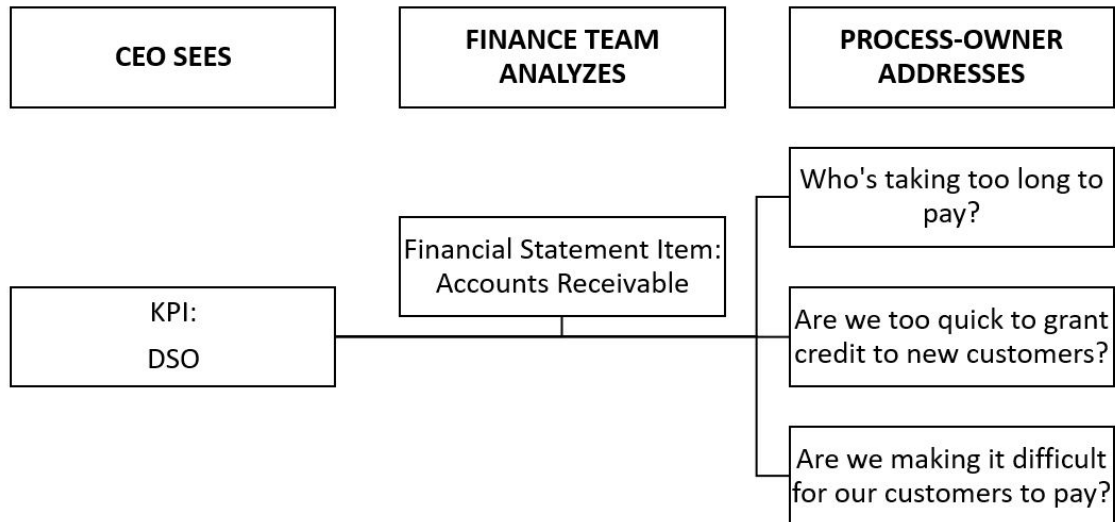 CEO SEES
FINANCE TEAM
ANALYZES
PROCESS-OWNER
ADDRESSES
KPI:
DSO
Financial Statement Item:
Accounts Receivable
Who's taking too long to
pay?
Are we too quick to grant
credit to new customers?
Are we making it difficult
for our customers to pay?